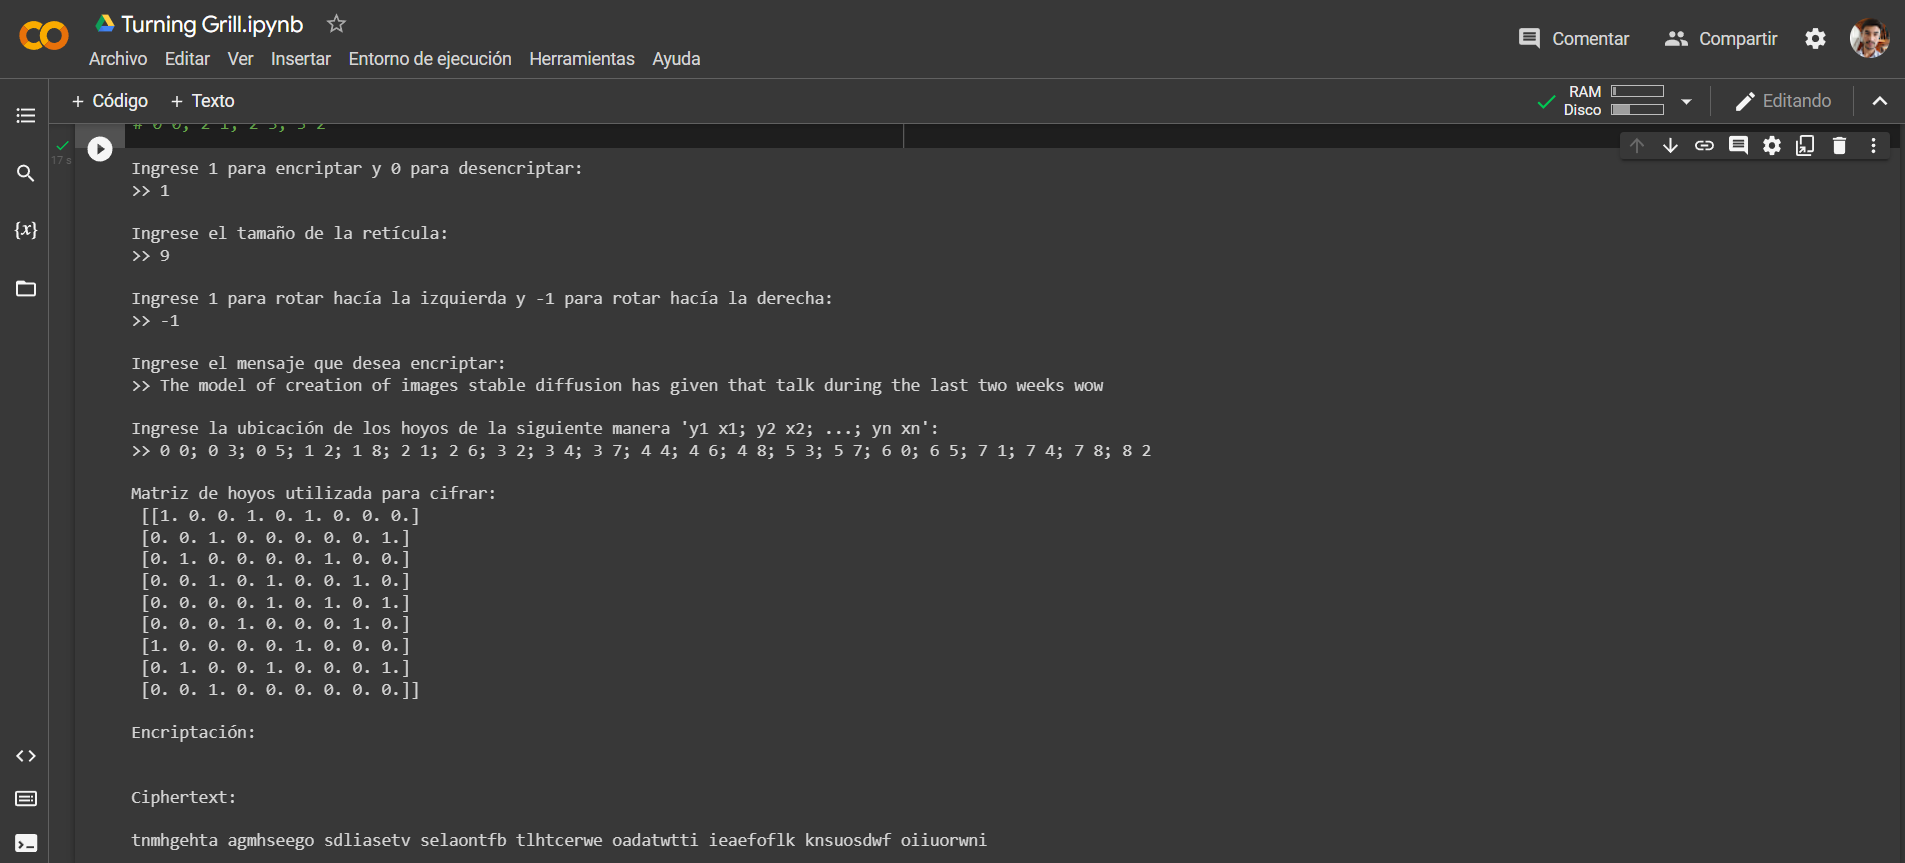 Turning Grill.ipynb
Archivo Editar Ver Insertar Entorno de ejecución Herramientas Ayuda
Comentar Compartir
+ Código + Texto
RAM
Disco
Editando
# 0 0; 2 1; 2 3; 3 2
17 s
Ingrese 1 para encriptar y 0 para desencriptar:
>> 1
Ingrese el tamaño de la retícula:
>> 9
Ingrese 1 para rotar hacía la izquierda y -1 para rotar hacía la derecha:
>> -1
Ingrese el mensaje que desea encriptar:
>> The model of creation of images stable diffusion has given that talk during the last two weeks wow
Ingrese la ubicación de los hoyos de la siguiente manera 'y1 x1; y2 x2; ...; yn xn':
>> 0 0; 0 3; 0 5; 1 2; 1 8; 2 1; 2 6; 3 2; 3 4; 3 7; 4 4; 4 6; 4 8; 5 3; 5 7; 6 0; 6 5; 7 1; 7 4; 7 8; 8 2
Matriz de hoyos utilizada para cifrar:
[[1. 0. 0. 1. 0. 1. 0. 0. 0.]
[0. 0. 1. 0. 0. 0. 0. 0. 1.]
[0. 1. 0. 0. 0. 0. 1. 0. 0.]
[0. 0. 1. 0. 1. 0. 0. 1. 0.]
[0. 0. 0. 0. 1. 0. 1. 0. 1.]
[0. 0. 0. 1. 0. 0. 0. 1. 0.]
[1. 0. 0. 0. 0. 1. 0. 0. 0.]
[0. 1. 0. 0. 1. 0. 0. 0. 1.]
[0. 0. 1. 0. 0. 0. 0. 0. 0.]]
Encriptación:
Ciphertext:
tnmhgehta agmhseego sdliasetv selaontfb tlhtcerwe oadatwtti ieaefoflk knsuosdwf oiiuorwni